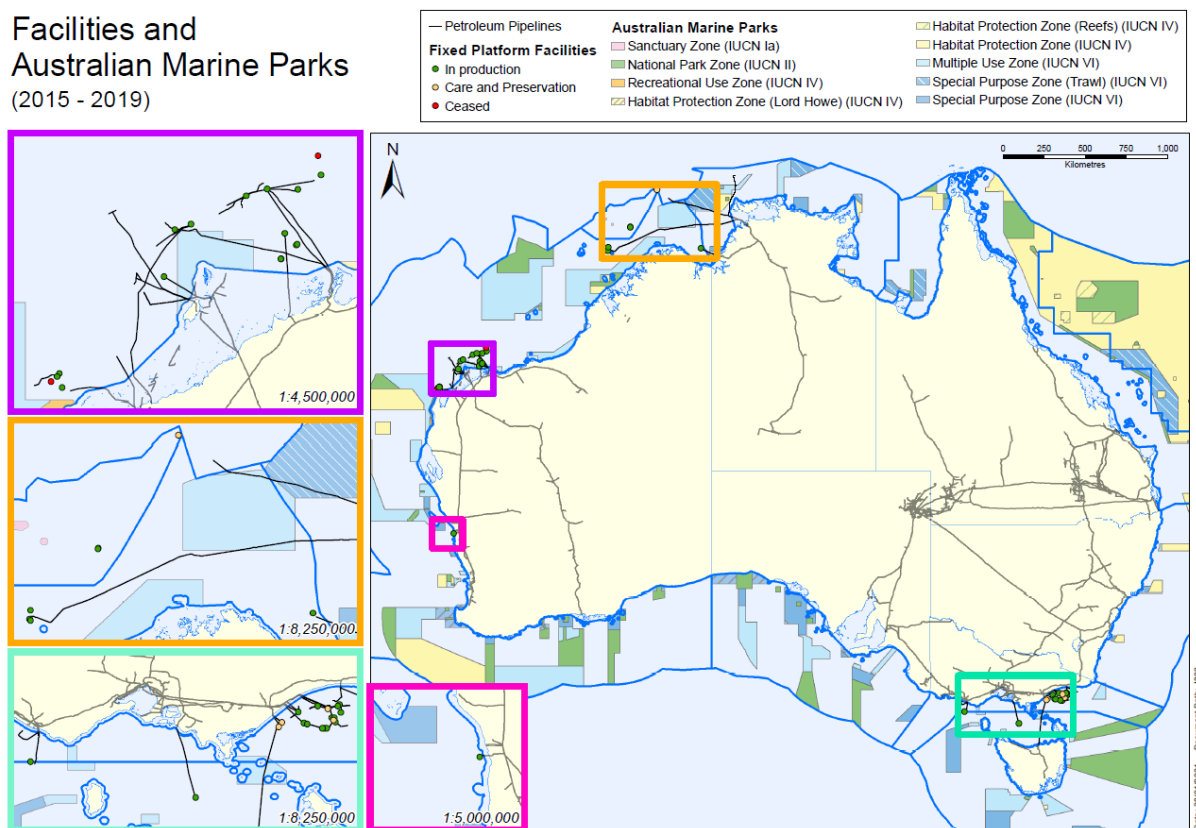 Facilities and
Australian Marine Parks
(2015 - 2019)
Petroleum Pipelines
Fixed Platform Facilities
In production
Care and Preservation
Ceased
Australian Marine Parks
Sanctuary Zone (IUCN Ia)
National Park Zone (IUCN II)
Recreational Use Zone (IUCN IV)
Habitat Protection Zone (Lord Howe) (IUCN IV)
Habitat Protection Zone (Reefs) (IUCN IV)
Habitat Protection Zone (IUCN IV)
Multiple Use Zone (IUCN VI)
Special Purpose Zone (Trawl) (IUCN VI)
Special Purpose Zone (IUCN VI)
N
0 250 500 750 1,000
Kilometres
1:4,500,000
1:8,250,000
1:8,250,000
1:5,000,000